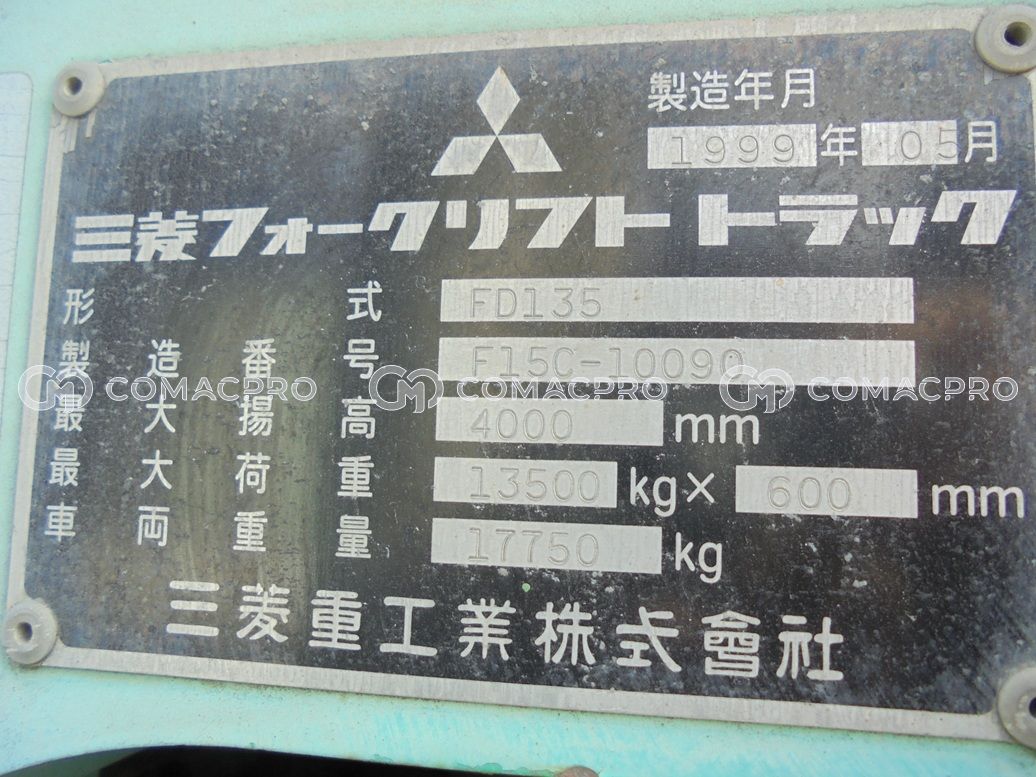 製造年月
1999年 05月
三菱フォークリフト トラック
形式 FD135
製造番号 F15C-10090
COMACPRO COMACPRO COMACPRO
最大揚高 4000 mm
最大荷重 13500 kg× 600 mm
車両重量 17750 kg
三菱重工業株式會社